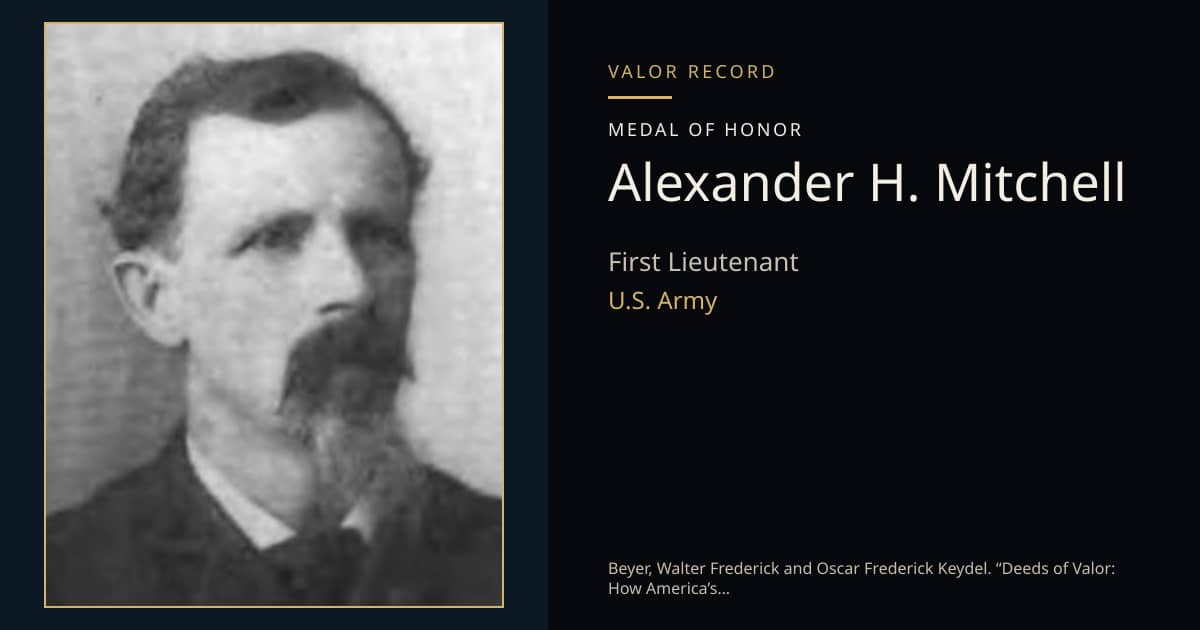 VALOR RECORD
MEDAL OF HONOR
Alexander H. Mitchell
First Lieutenant
U.S. Army
Beyer, Walter Frederick and Oscar Frederick Keydel. “Deeds of Valor:
How America’s...